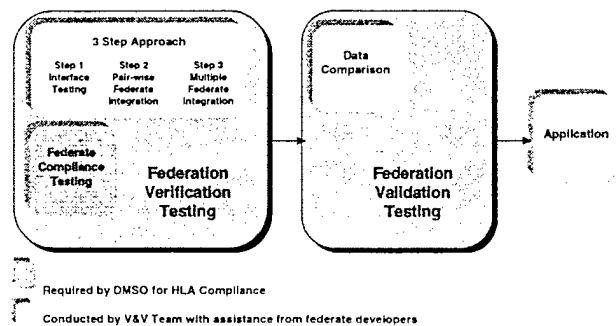 3 Step Approach
Step 1 Step 2 Step 3
Interface Pair-wise Multiple
Testing Federate Federate
Integration Integration
Federate
Compliance
Testing
Federation
Verification
Testing
Data
Comparison
Federation
Validation
Testing
Application
Required by DMSO for HLA Compliance
Conducted by V&V Team with assistance from federate developers